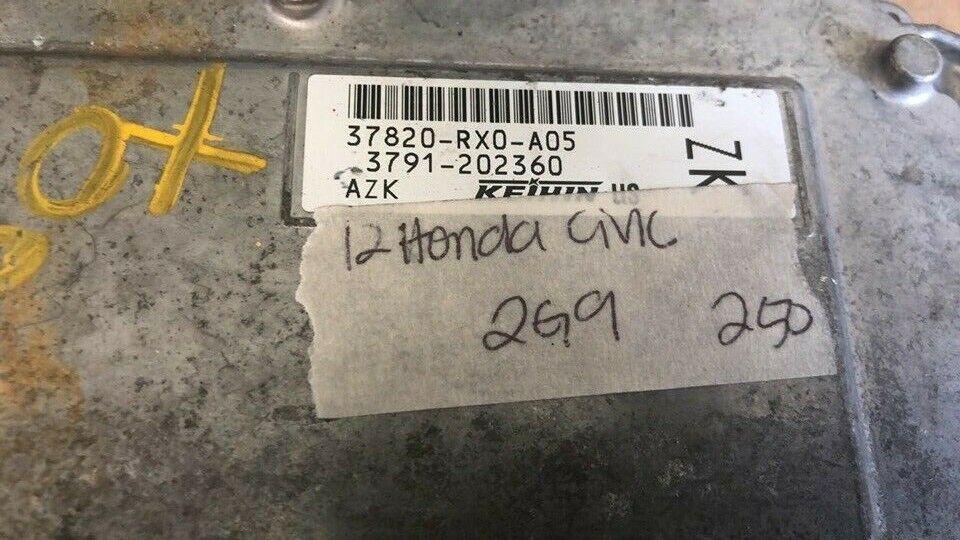 37820-RX0-A05
3791-202360
AZK KEIHIN US
ZK
12 Honda Civic
2G9 250